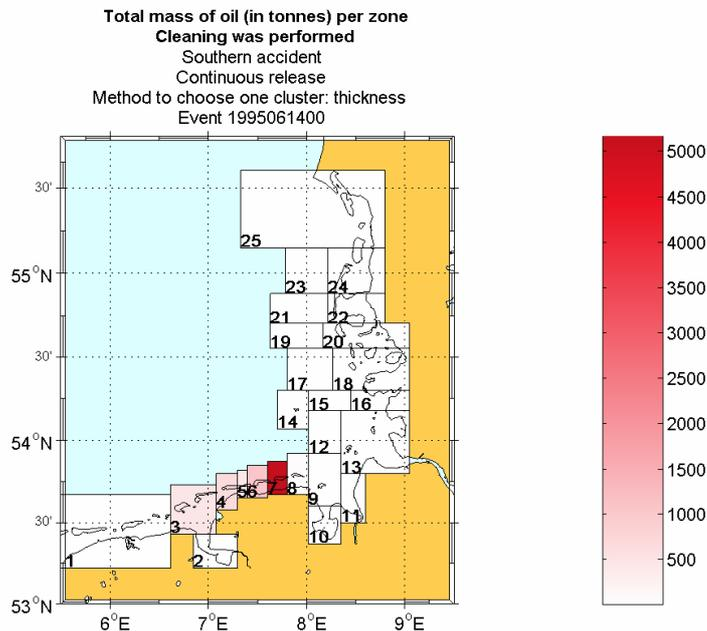 Total mass of oil (in tonnes) per zone
Cleaning was performed
Southern accident
Continuous release
Method to choose one cluster: thickness
Event 1995061400
30'
55°N
30'
54°N
30'
53°N
6°E
7°E
8°E
9°E
25
23 24
21 22
19 20
17 18
15 16
14
12
13
7 8
5 6
4
9
3
11
10
1
2
5000
4500
4000
3500
3000
2500
2000
1500
1000
500